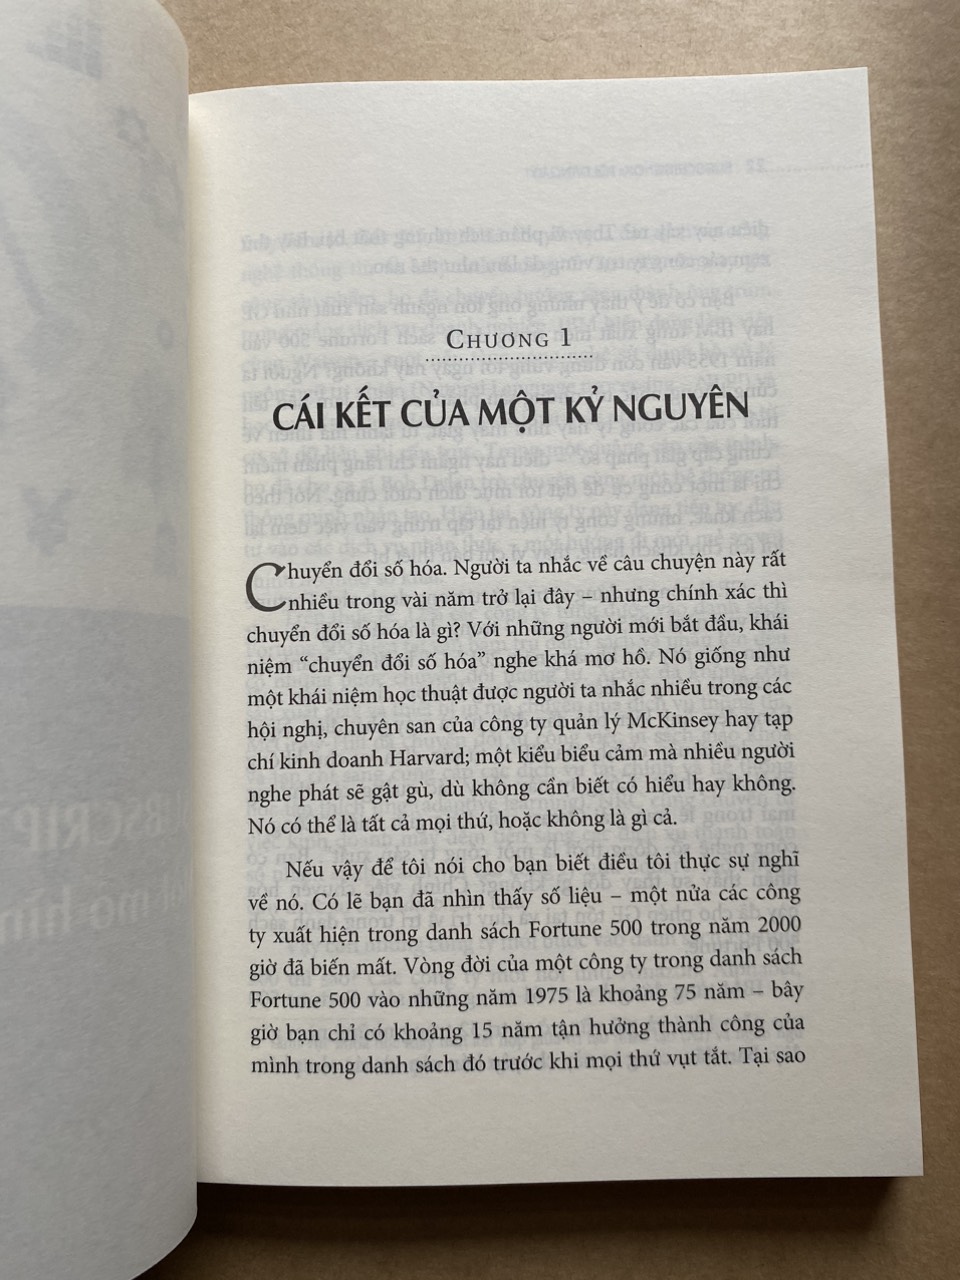 CHƯƠNG 1
CÁI KẾT CỦA MỘT KỶ NGUYÊN
Chuyển đổi số hóa. Người ta nhắc về câu chuyện này rất
nhiều trong vài năm trở lại đây – nhưng chính xác thì
chuyển đổi số hóa là gì? Với những người mới bắt đầu, khái
niệm “chuyển đổi số hóa” nghe khá mơ hồ. Nó giống như
một khái niệm học thuật được người ta nhắc nhiều trong các
hội nghị, chuyên san của công ty quản lý McKinsey hay tạp
chí kinh doanh Harvard; một kiểu biểu cảm mà nhiều người
nghe phát sẽ gật gù, dù không cần biết có hiểu hay không.
Nó có thể là tất cả mọi thứ, hoặc không là gì cả.
Nếu vậy để tôi nói cho bạn biết điều tôi thực sự nghĩ
về nó. Có lẽ bạn đã nhìn thấy số liệu – một nửa các công
ty xuất hiện trong danh sách Fortune 500 trong năm 2000
giờ đã biến mất. Vòng đời của một công ty trong danh sách
Fortune 500 vào những năm 1975 là khoảng 75 năm – bây
giờ bạn chỉ có khoảng 15 năm tận hưởng thành công của
mình trong danh sách đó trước khi mọi thứ vụt tắt. Tại sao